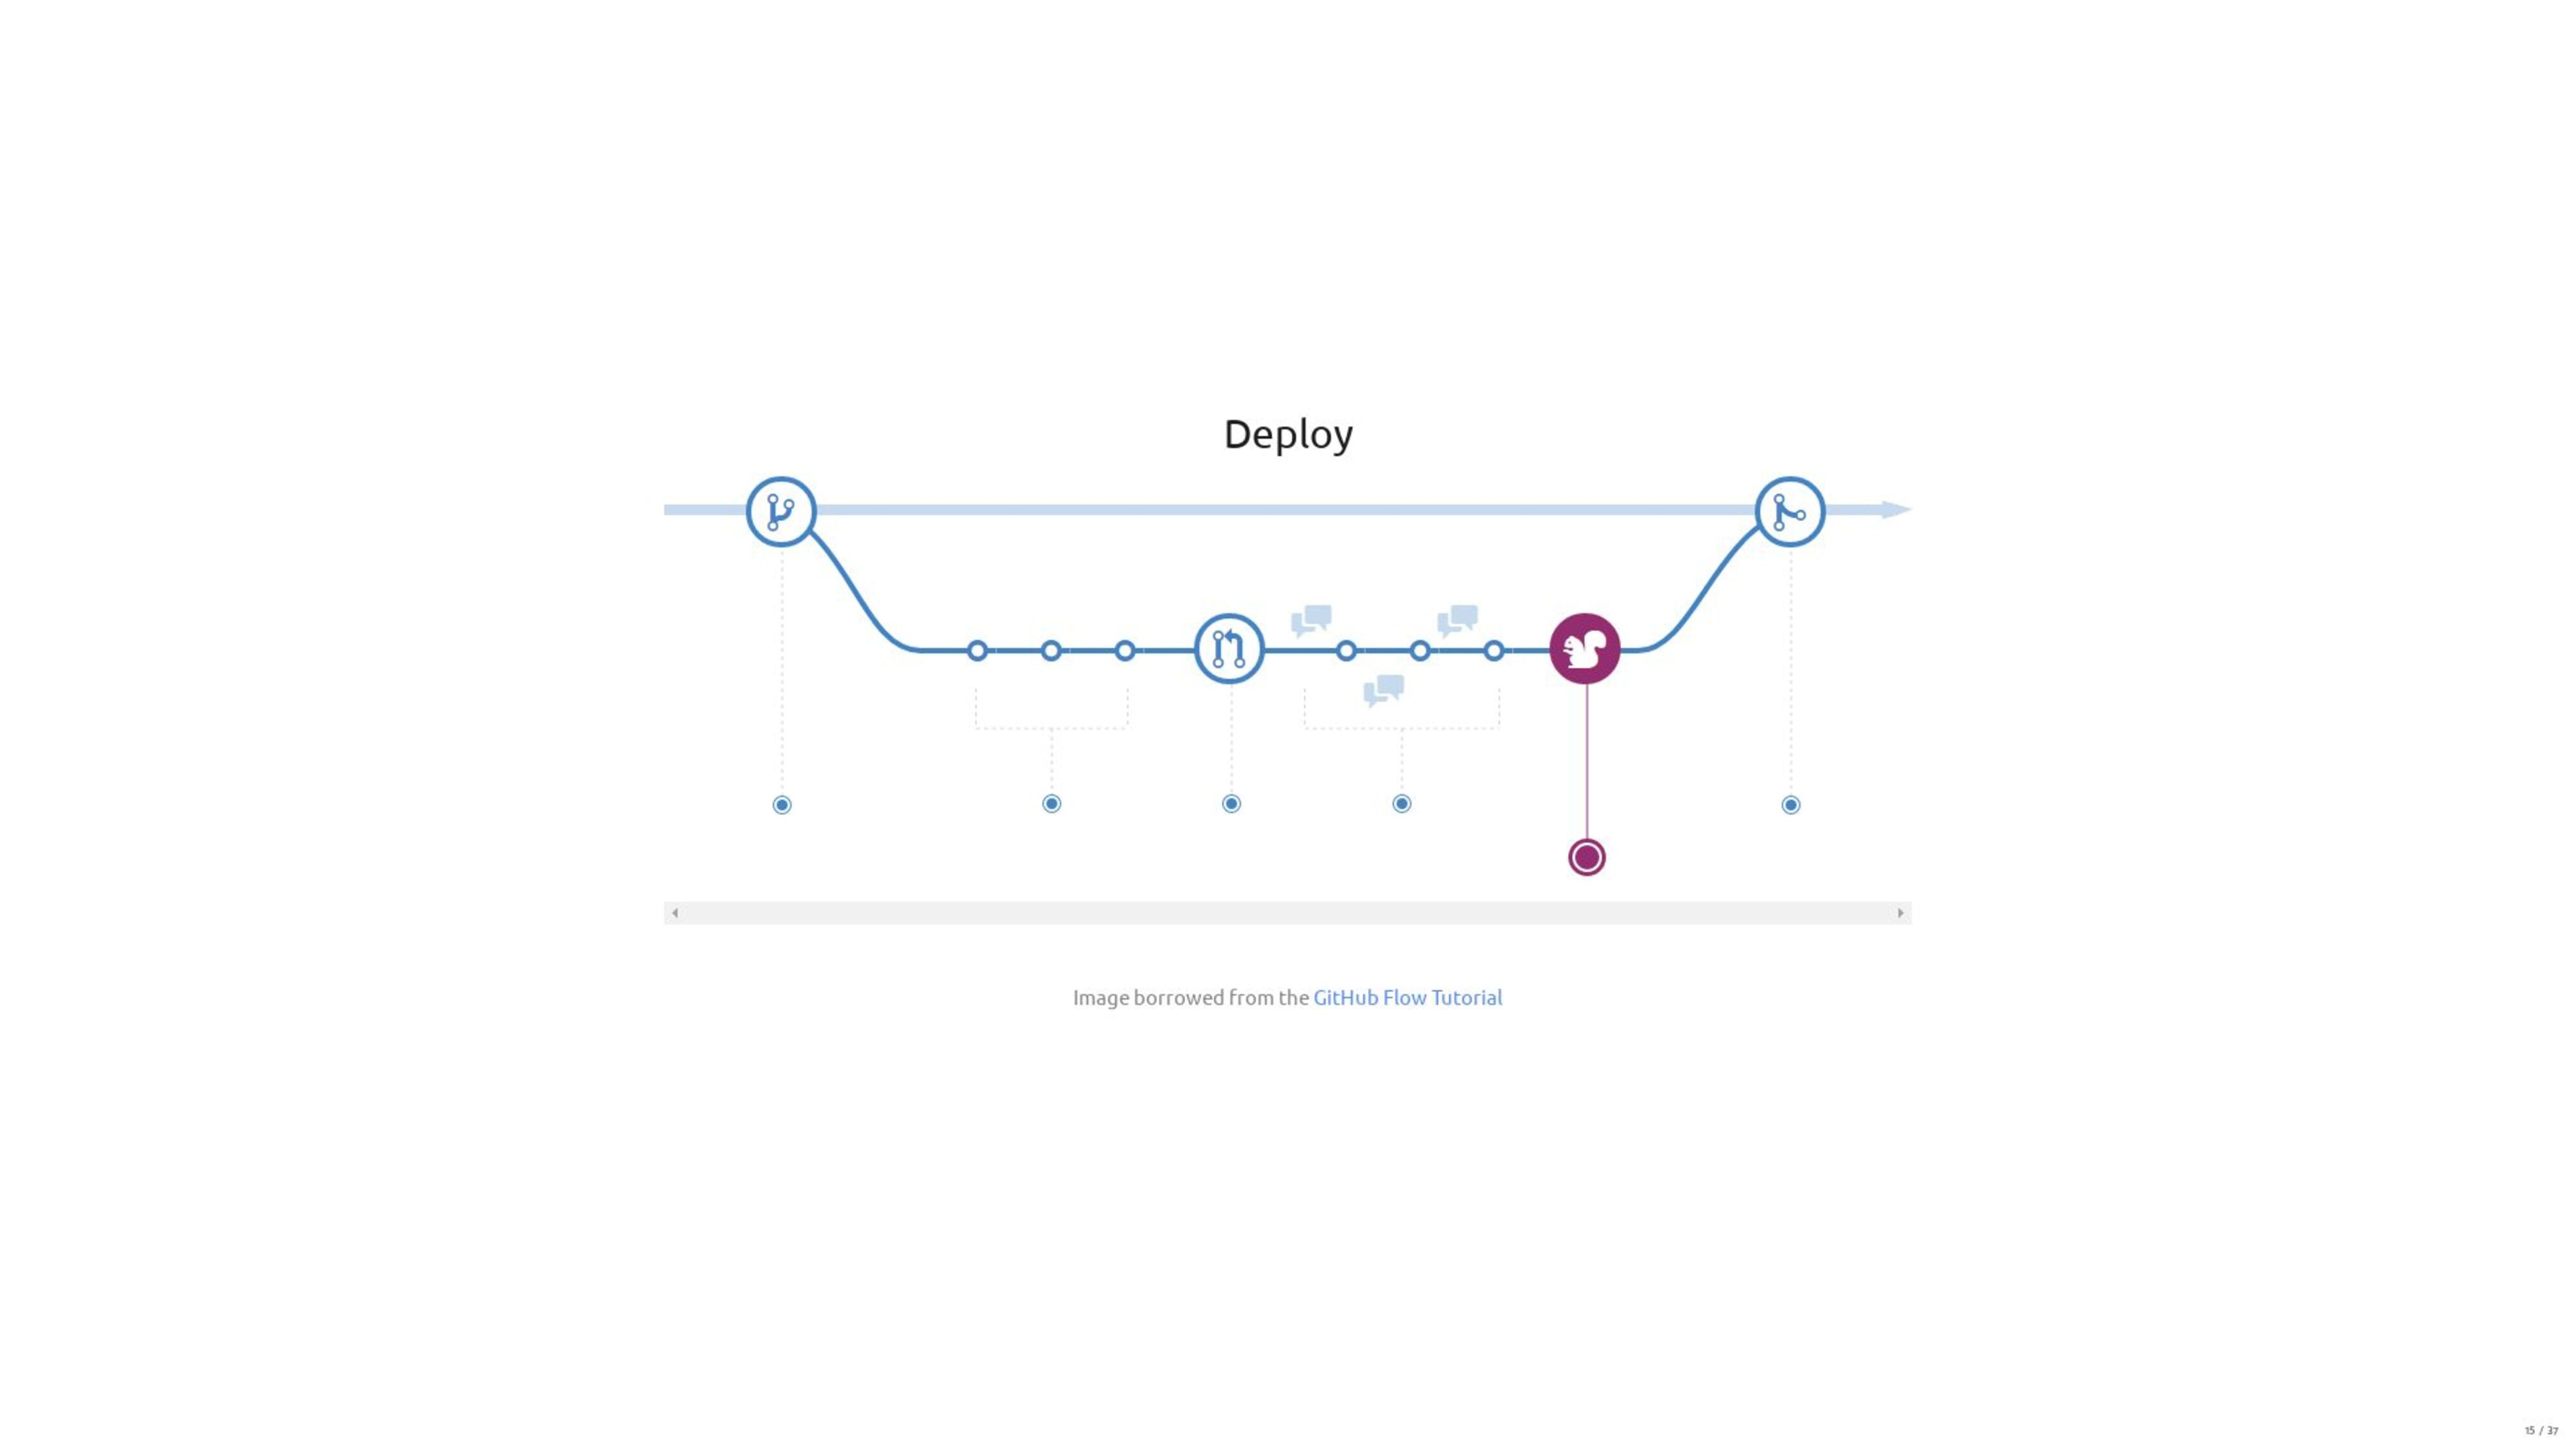 Deploy
Image borrowed from the GitHub Flow Tutorial
15 / 37